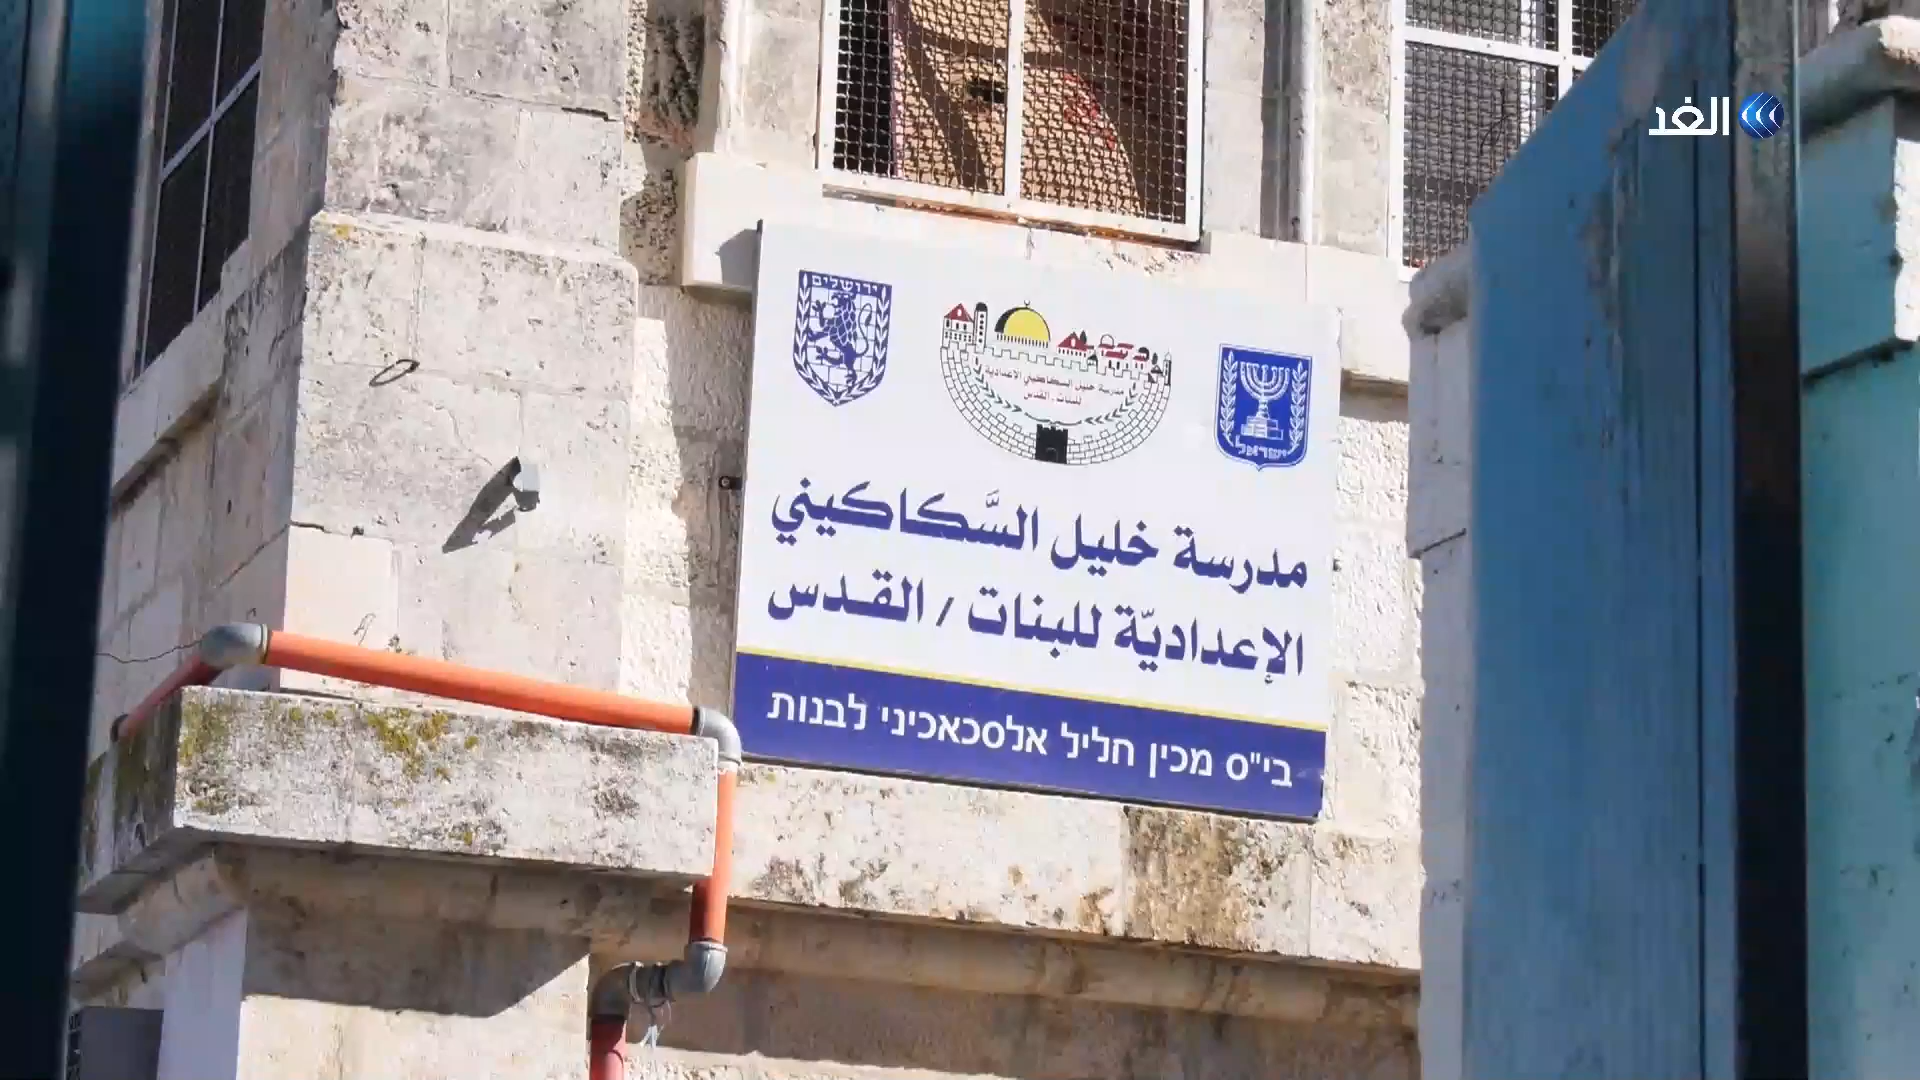 الغد
ירושלים
مدرسة خليل السكاكيني الإعدادية
للبنات . القدس
ישראל
مدرسة خليل السَّكاكيني
الإعداديّة للبنات / القـدس
בי"ס מכין חליל אלסכאכיני לבנות